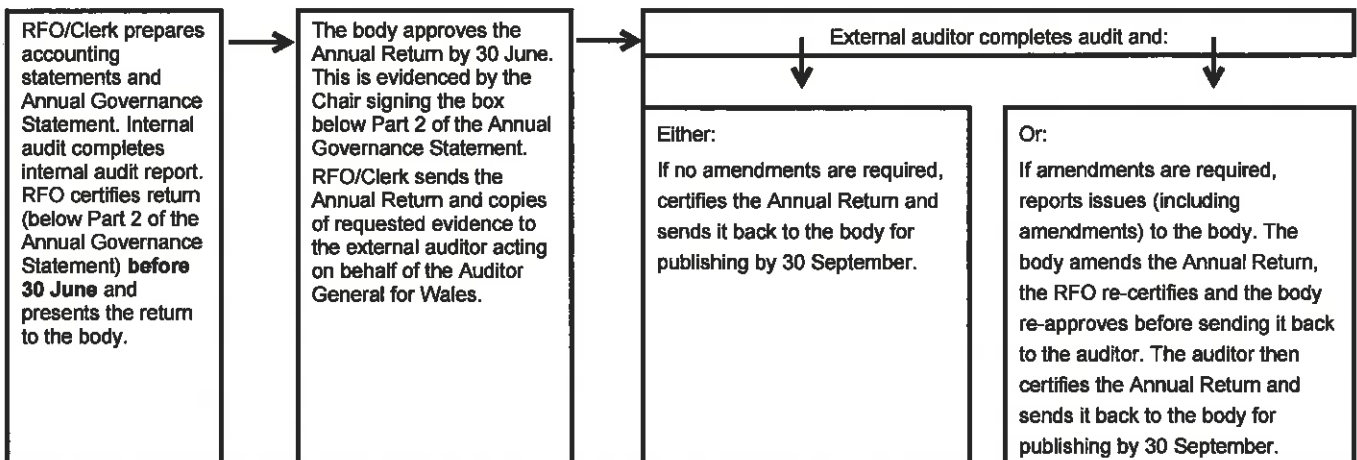 RFO/Clerk prepares
accounting
statements and
Annual Governance
Statement. Internal
audit completes
internal audit report.
RFO certifies return
(below Part 2 of the
Annual Governance
Statement) before
30 June and
presents the return
to the body.
The body approves the
Annual Return by 30 June.
This is evidenced by the
Chair signing the box
below Part 2 of the Annual
Governance Statement.
RFO/Clerk sends the
Annual Return and copies
of requested evidence to
the external auditor acting
on behalf of the Auditor
General for Wales.
External auditor completes audit and:
Either:
If no amendments are required,
certifies the Annual Return and
sends it back to the body for
publishing by 30 September.
Or:
If amendments are required,
reports issues (including
amendments) to the body. The
body amends the Annual Return,
the RFO re-certifies and the body
re-approves before sending it back
to the auditor. The auditor then
certifies the Annual Return and
sends it back to the body for
publishing by 30 September.